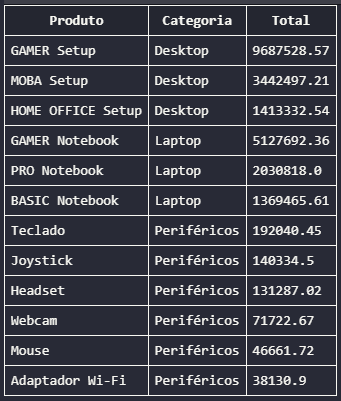 Produto Categoria Total
GAMER Setup Desktop 9687528.57
MOBA Setup Desktop 3442497.21
HOME OFFICE Setup Desktop 1413332.54
GAMER Notebook Laptop 5127692.36
PRO Notebook Laptop 2030818.0
BASIC Notebook Laptop 1369465.61
Teclado Periféricos 192040.45
Joystick Periféricos 140334.5
Headset Periféricos 131287.02
Webcam Periféricos 71722.67
Mouse Periféricos 46661.72
Adaptador Wi-Fi Periféricos 38130.9